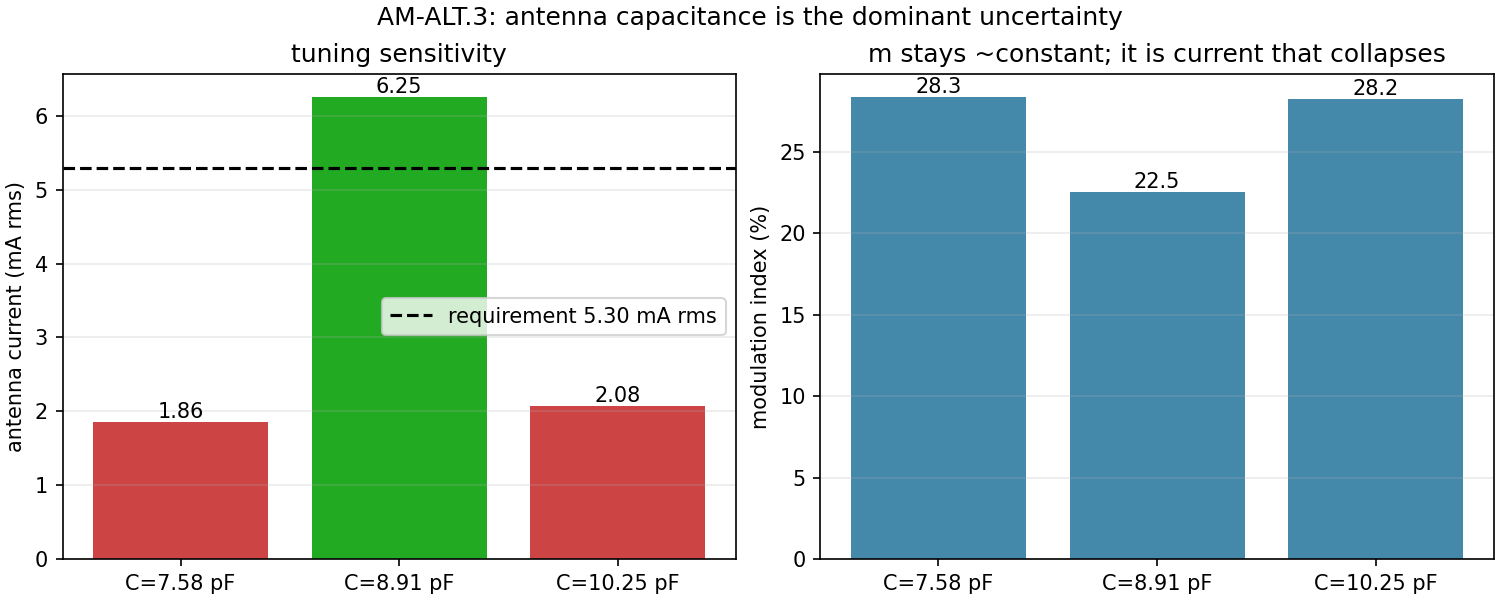 AM-ALT.3: antenna capacitance is the dominant uncertainty
tuning sensitivity
antenna current (mA rms)
6
5
4
3
2
1
0
1.86
6.25
2.08
requirement 5.30 mA rms
C=7.58 pF
C=8.91 pF
C=10.25 pF
m stays ~constant; it is current that collapses
modulation index (%)
25
20
15
10
5
0
28.3
22.5
28.2
C=7.58 pF
C=8.91 pF
C=10.25 pF